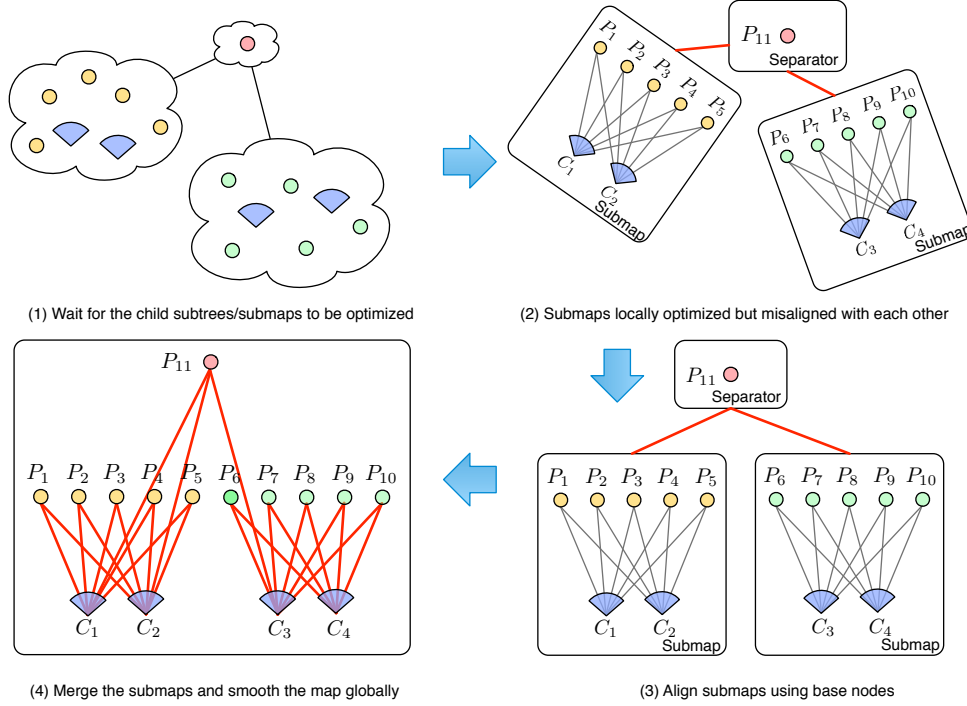 P1 P2 P3 P4 P5
C1 C2
Submap
P11
Separator
P6 P7 P8 P9 P10
C3 C4
Submap
(1) Wait for the child subtrees/submaps to be optimized
(2) Submaps locally optimized but misaligned with each other
P11
P1 P2 P3 P4 P5 P6 P7 P8 P9 P10
C1 C2 C3 C4
(4) Merge the submaps and smooth the map globally
P11
Separator
P1 P2 P3 P4 P5
C1 C2
Submap
P6 P7 P8 P9 P10
C3 C4
Submap
(3) Align submaps using base nodes